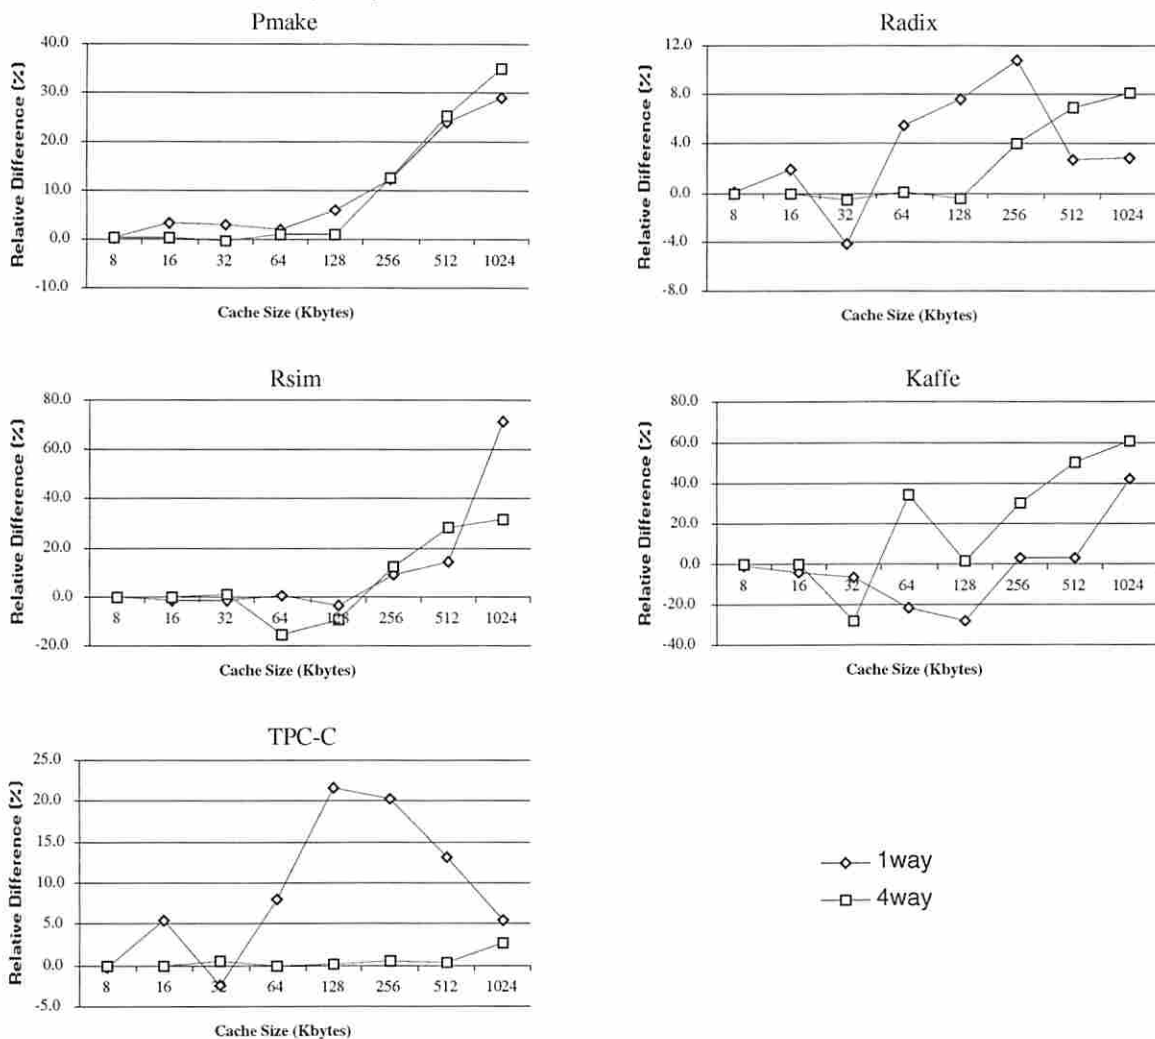 Pmake
Relative Difference (%)
40.0
30.0
20.0
10.0
0.0
-10.0
8 16 32 64 128 256 512 1024
Cache Size (Kbytes)
Radix
Relative Difference (%)
12.0
8.0
4.0
0.0
-4.0
-8.0
8 16 32 64 128 256 512 1024
Cache Size (Kbytes)
Rsim
Relative Difference (%)
80.0
60.0
40.0
20.0
0.0
-20.0
8 16 32 64 128 256 512 1024
Cache Size (Kbytes)
Kaffe
Relative Difference (%)
80.0
60.0
40.0
20.0
0.0
-20.0
-40.0
8 16 32 64 128 256 512 1024
Cache Size (Kbytes)
TPC-C
Relative Difference (%)
25.0
20.0
15.0
10.0
5.0
0.0
-5.0
8 16 32 64 128 256 512 1024
Cache Size (Kbytes)
1way
4way